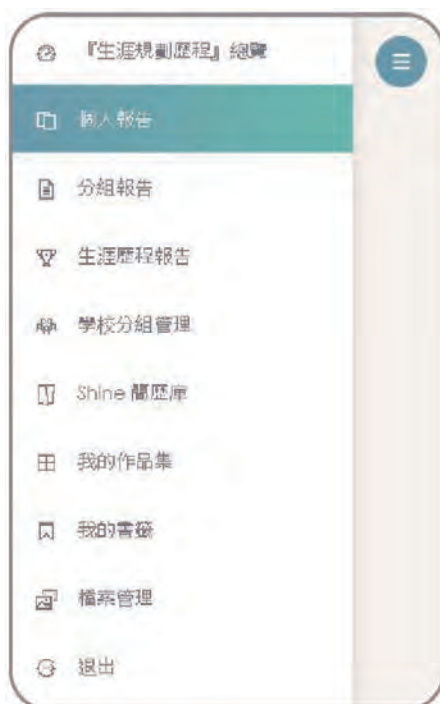 『生涯規劃歷程』總覽
個人報告
分組報告
生涯歷程報告
學校分組管理
Shine 簡歷庫
我的作品集
我的書籤
檔案管理
退出